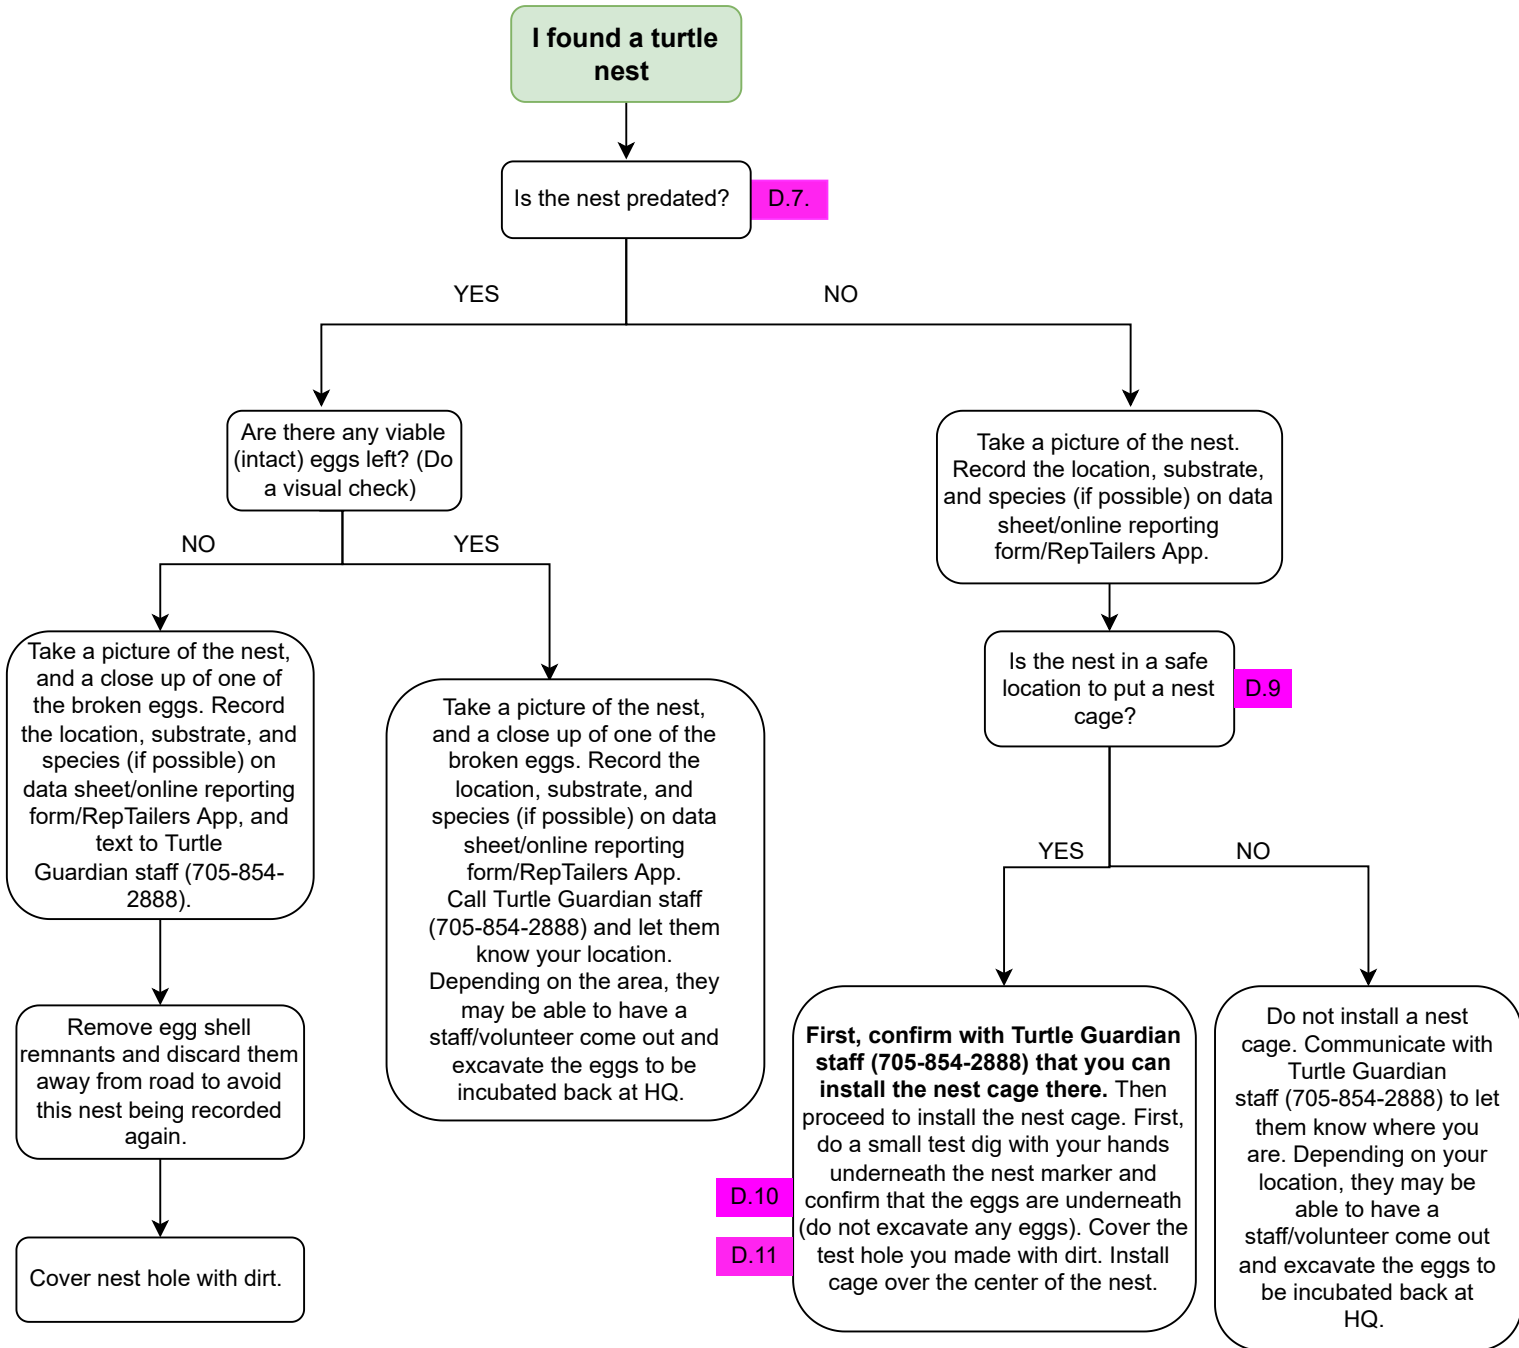 I found a turtle
nest
Is the nest predated?
D.7.
YES
NO
Are there any viable
(intact) eggs left? (Do
a visual check)
NO
YES
Take a picture of the nest,
and a close up of one of
the broken eggs. Record
the location, substrate, and
species (if possible) on
data sheet/online reporting
form/RepTailers App, and
text to Turtle
Guardian staff (705-854-
2888).
Remove egg shell
remnants and discard them
away from road to avoid
this nest being recorded
again.
Cover nest hole with dirt.
Take a picture of the nest,
and a close up of one of the
broken eggs. Record the
location, substrate, and
species (if possible) on data
sheet/online reporting
form/RepTailers App.
Call Turtle Guardian staff
(705-854-2888) and let them
know your location.
Depending on the area, they
may be able to have a
staff/volunteer come out and
excavate the eggs to be
incubated back at HQ.
Take a picture of the nest.
Record the location, substrate,
and species (if possible) on data
sheet/online reporting
form/RepTailers App.
Is the nest in a safe
location to put a nest
cage?
D.9
YES
NO
First, confirm with Turtle Guardian
staff (705-854-2888) that you can
install the nest cage there. Then
proceed to install the nest cage. First,
do a small test dig with your hands
underneath the nest marker and
confirm that the eggs are underneath
(do not excavate any eggs). Cover the
test hole you made with dirt. Install
cage over the center of the nest.
D.10
D.11
Do not install a nest
cage. Communicate with
Turtle Guardian
staff (705-854-2888) to let
them know where you
are. Depending on your
location, they may be
able to have a
staff/volunteer come out
and excavate the eggs to
be incubated back at
HQ.